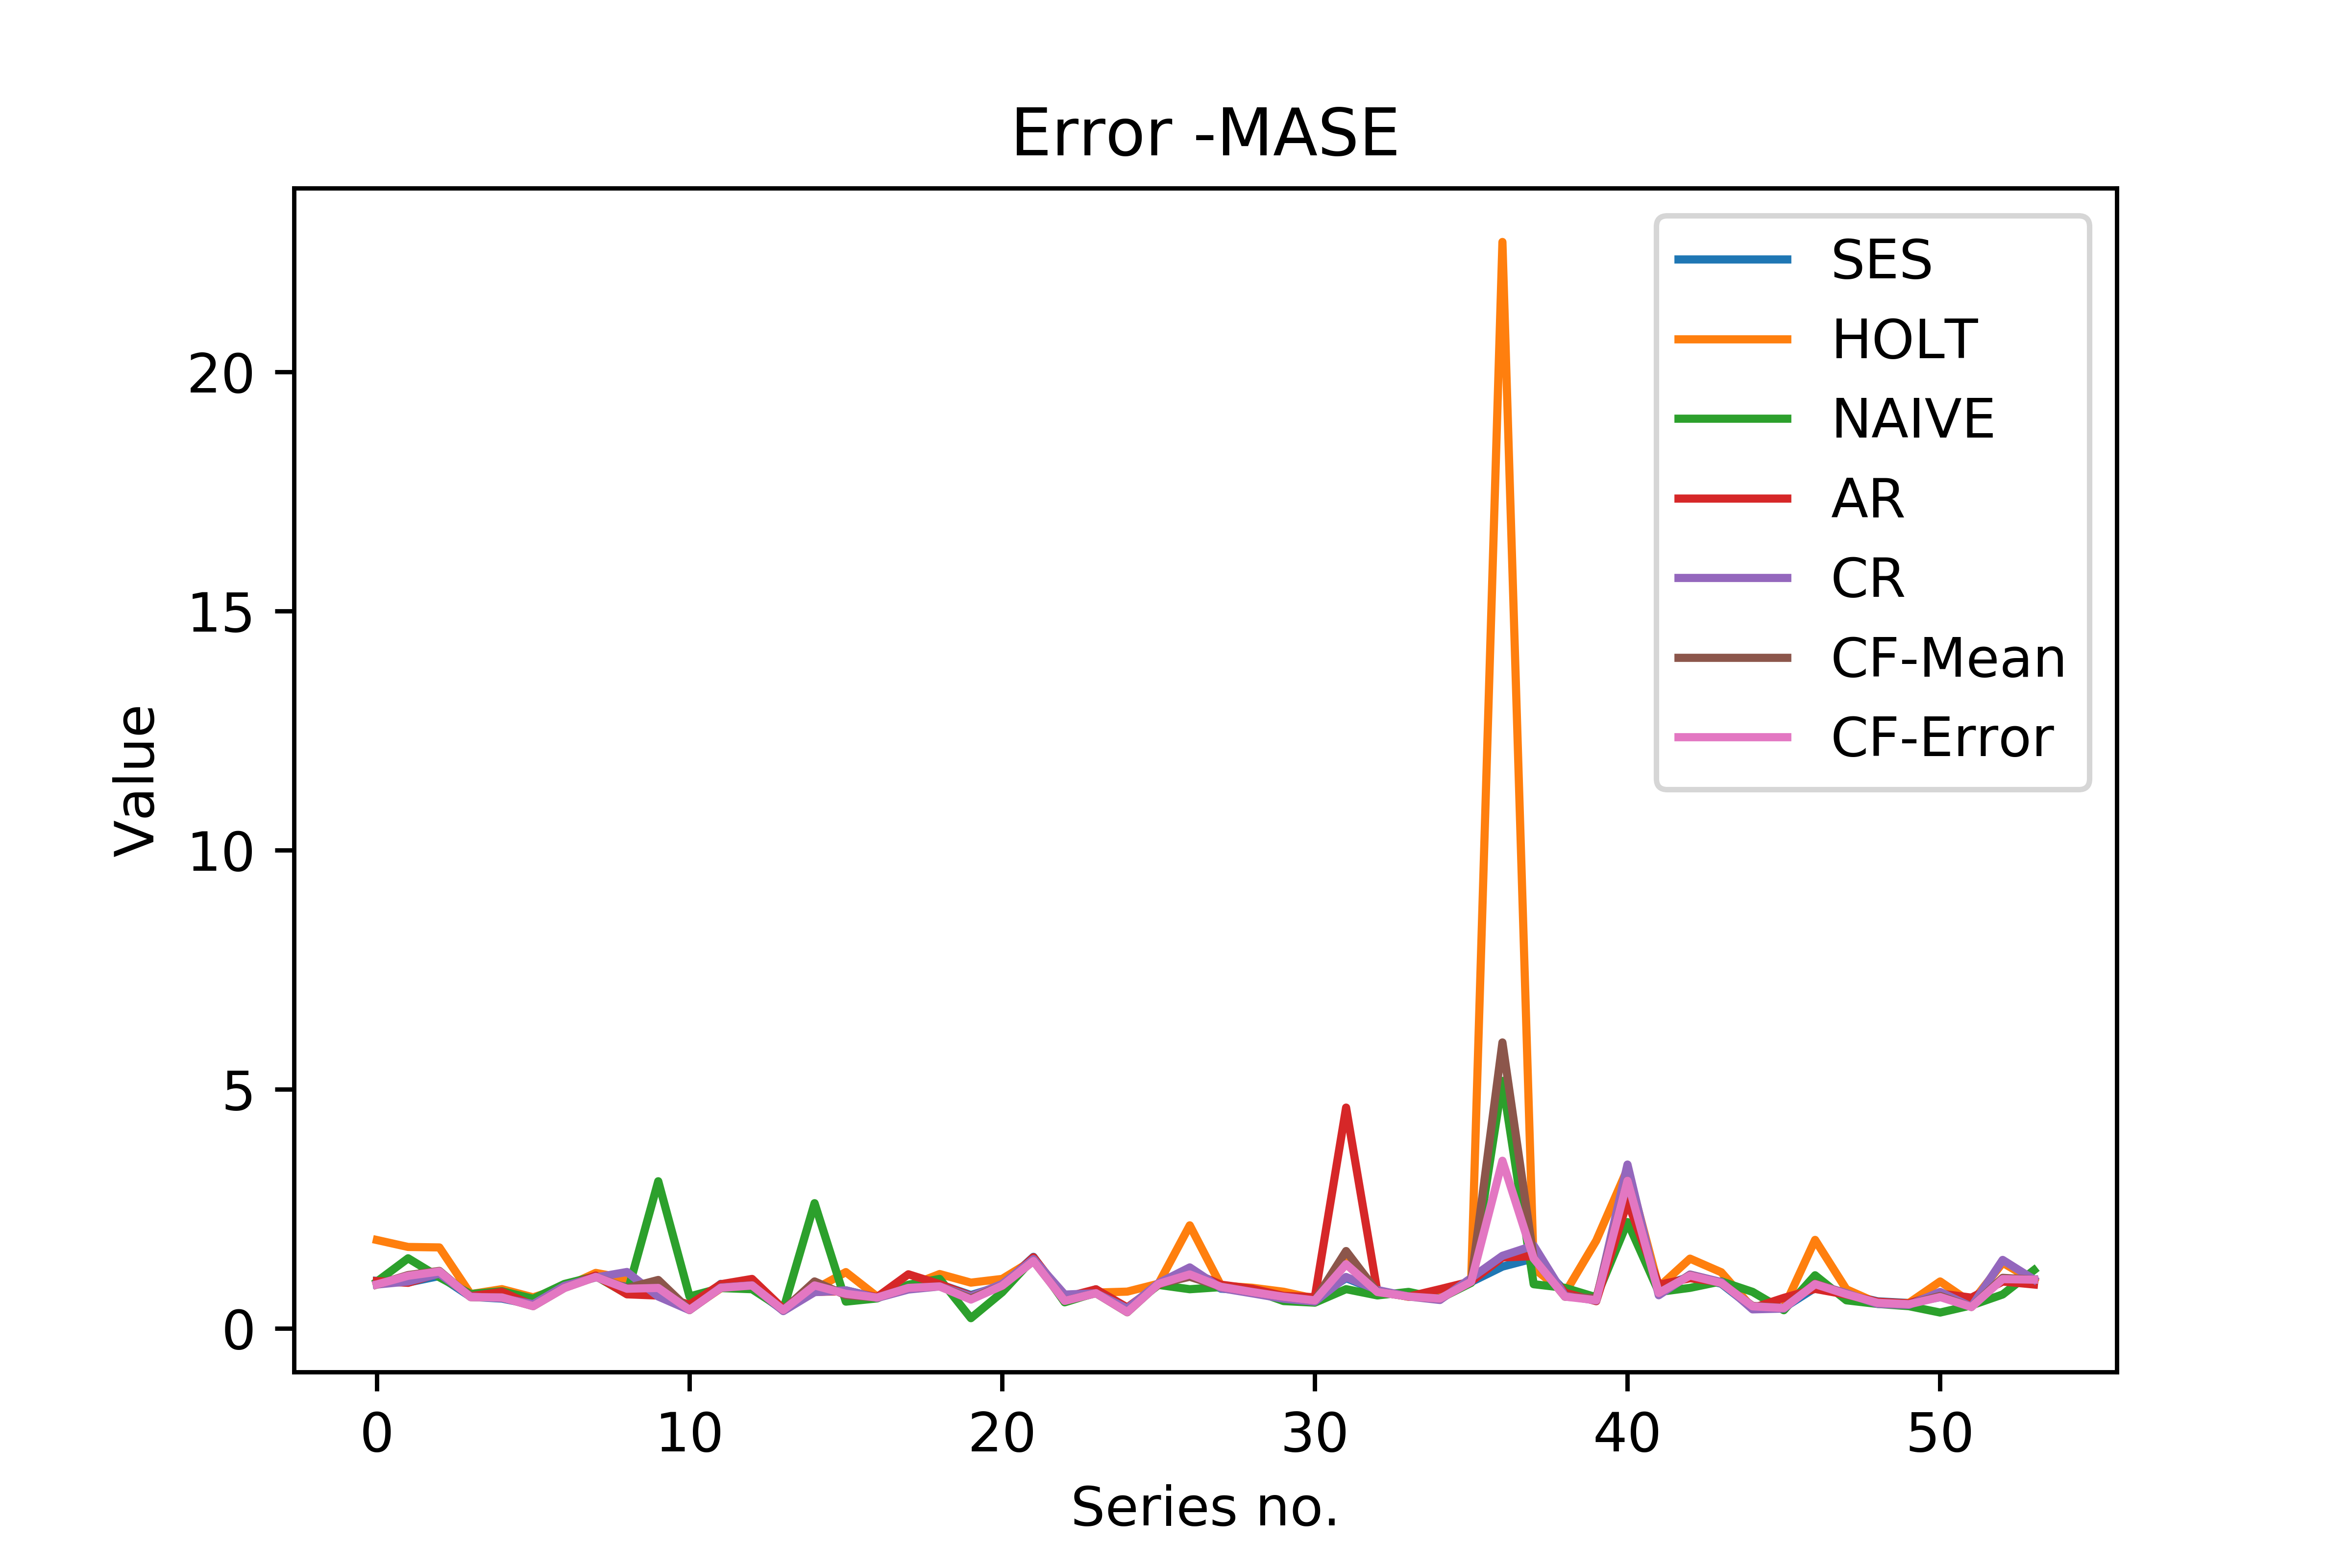 Error -MASE
SES
HOLT
NAIVE
AR
CR
CF-Mean
CF-Error
20
15
10
5
0
Value
0 10 20 30 40 50
Series no.